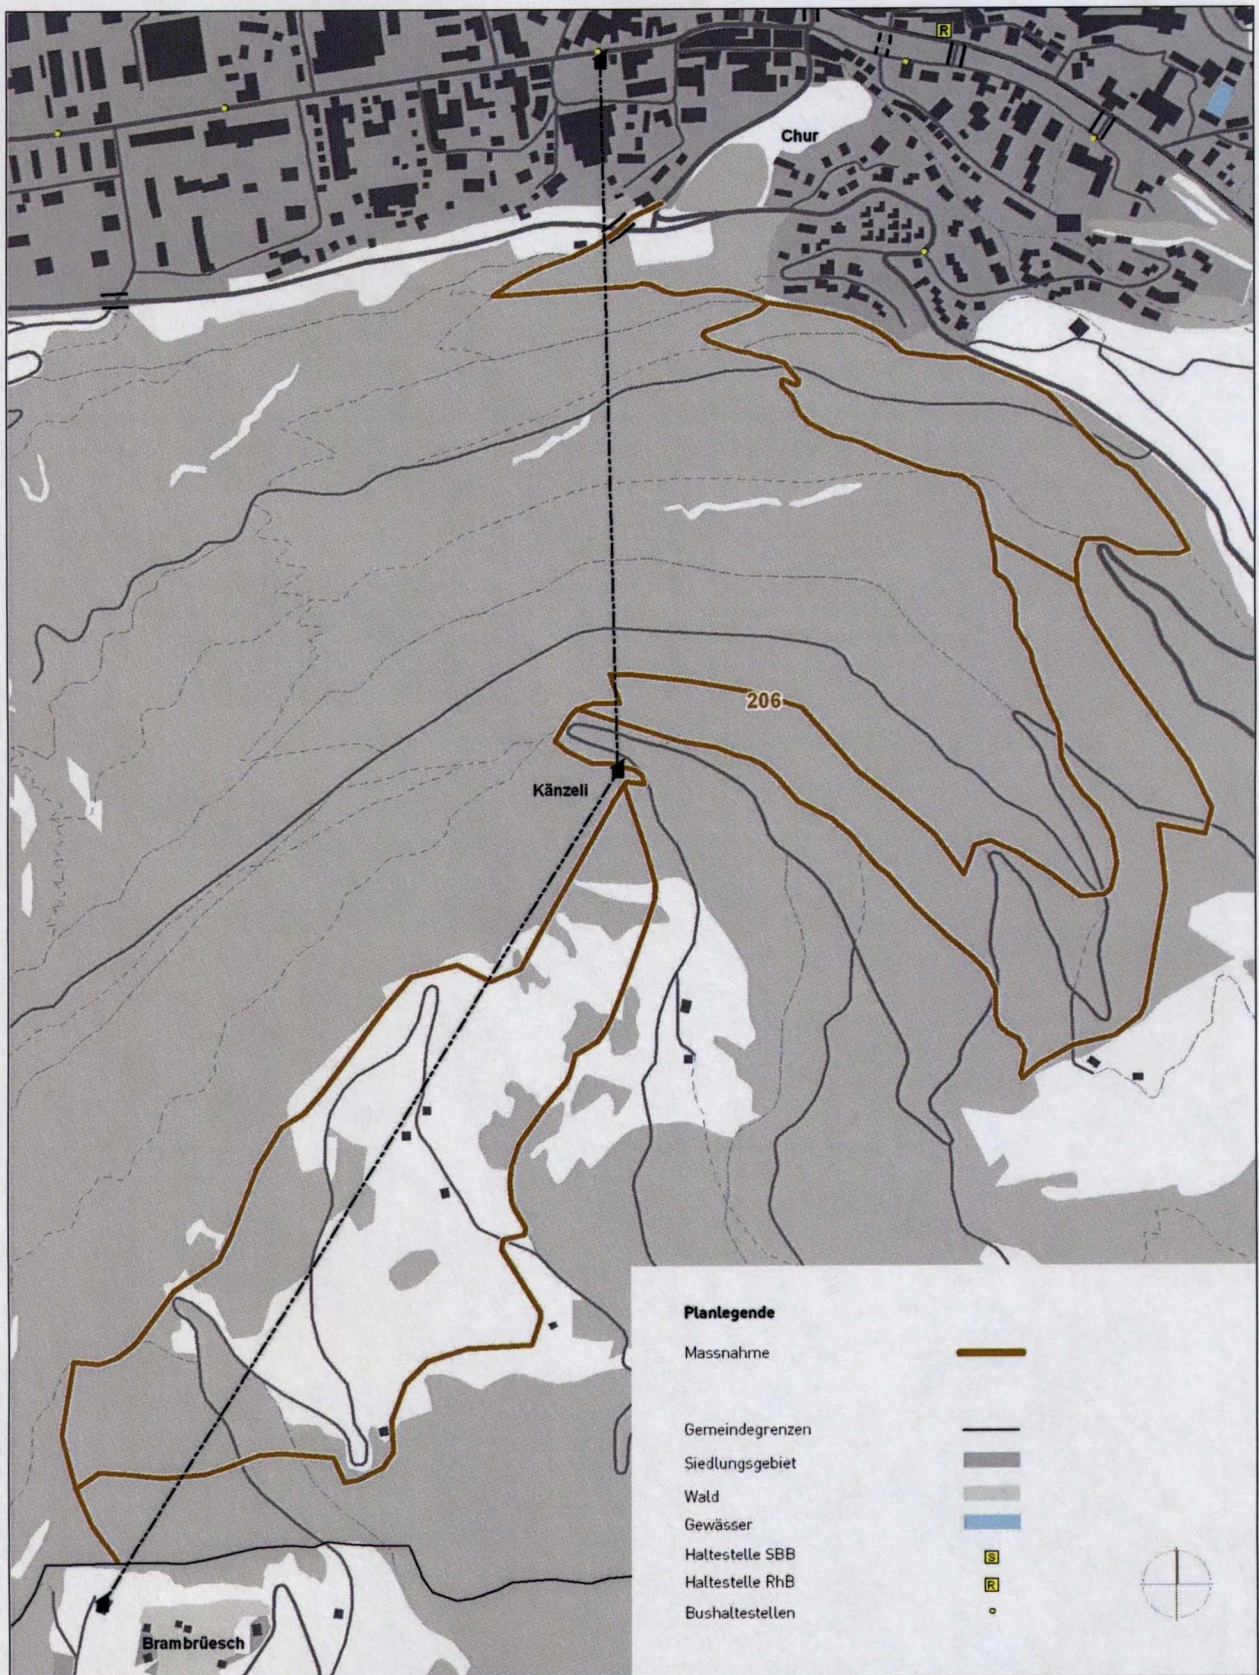 R
Chur
206
Känzeli
Brambrüesch
Planlegende
Massnahme
Gemeindegrenzen
Siedlungsgebiet
Wald
Gewässer
Haltestelle SBB S
Haltestelle RhB R
Bushaltestellen